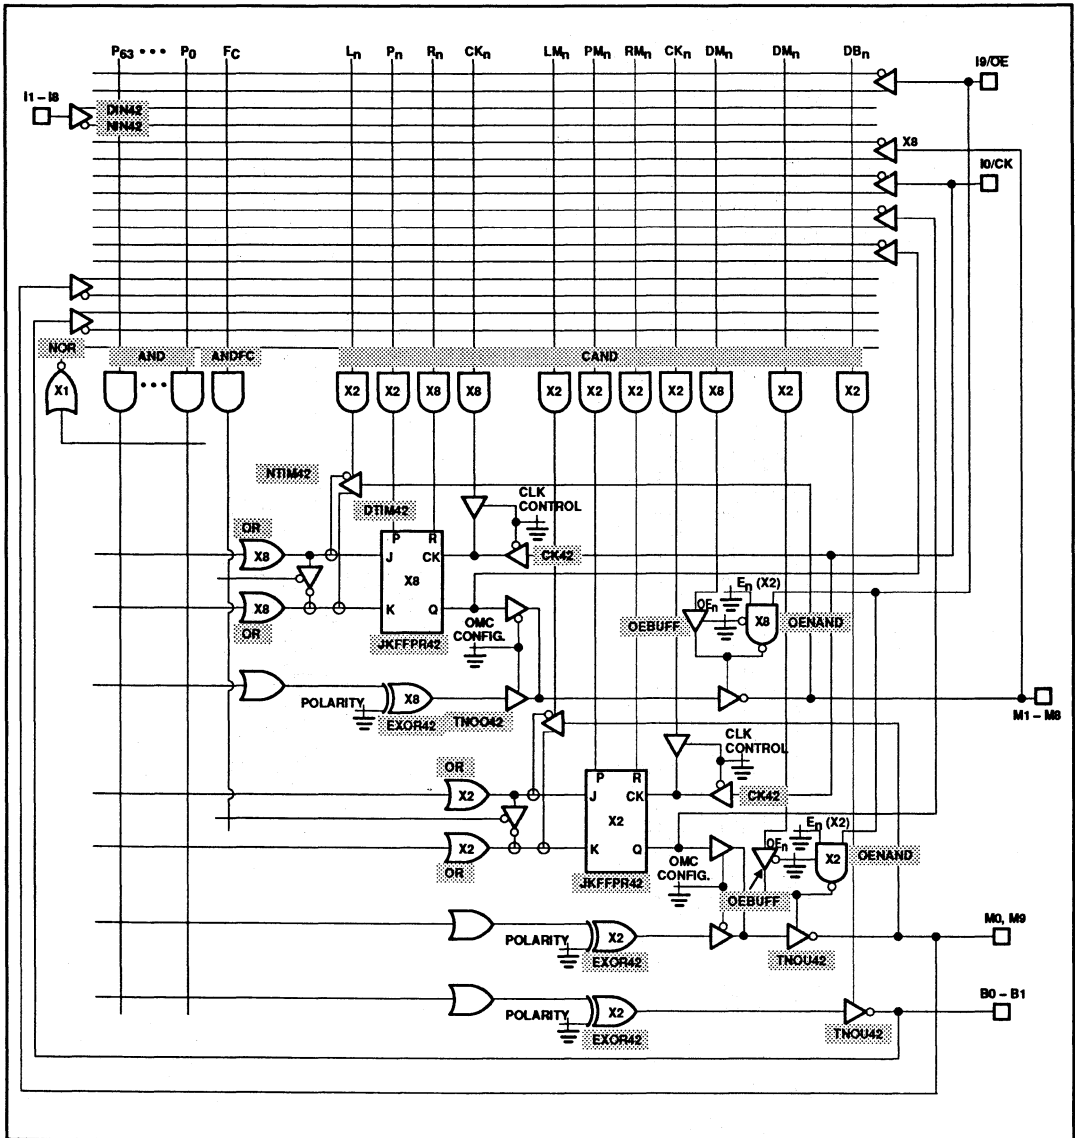 P63 • • • P0 FC Ln Pn Rn CKn LMn PMn RMn CKn DMn DMn DBn
I9/OE
I1 – I8
DIN42
NIN42
X8
I0/CK
NOR AND ANDFC CAND
X1 • • • X2 X2 X8 X8 X2 X2 X2 X2 X8 X2 X2
NTIM42
CLK
CONTROL
DTIM42
OR
P R
X8 J CK CK42
X8
En (X2)
OEn
X8 K Q OMC
CONFIG.
OEBUFF X8 OENAND
OR
JKFFPR42
POLARITY X8
EXOR42 TNOO42
M1 – M8
CLK
CONTROL
OR
P R
X2 J CK CK42
X2
En (X2)
OEn
X2 K Q OMC
CONFIG.
X2 OENAND
OR
JKFFPR42
OEBUFF
M0, M9
POLARITY X2
EXOR42 TNOU42
B0 – B1
POLARITY X2
EXOR42 TNOU42